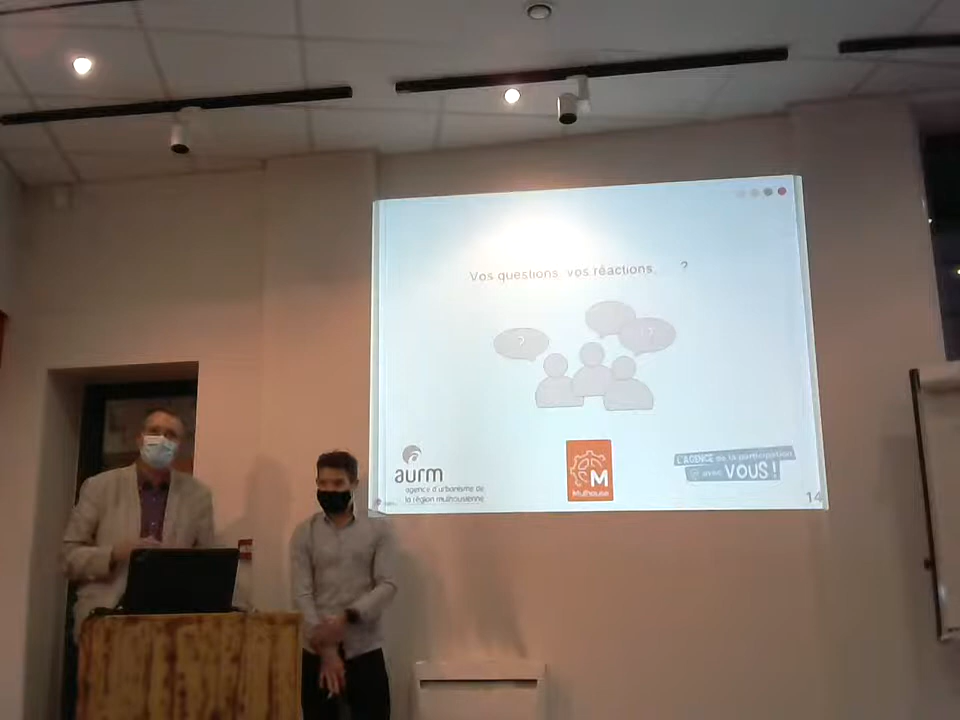 Vos questions, vos réactions, ?
?
! ?
aurm
agence d'urbanisme de
la région mulhousienne
M
Mulhouse
L'AGENCE de la participation
avec VOUS !
14